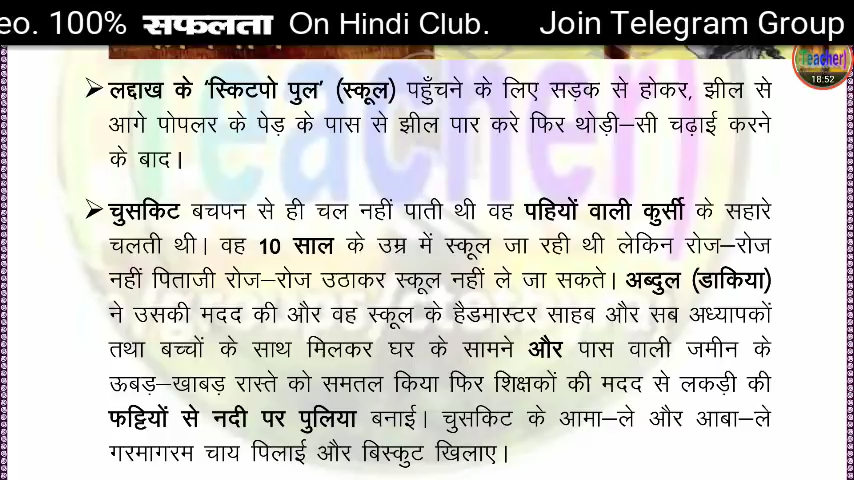 eo. 100% सफलता On Hindi Club. Join Telegram Group
Teacher
18:52
➢ लद्दाख के ‘स्किटपो पुल’ (स्कूल) पहुँचने के लिए सड़क से होकर, झील से
आगे पोपलर के पेड़ के पास से झील पार करे फिर थोड़ी–सी चढ़ाई करने
के बाद।
➢ चुसकिट बचपन से ही चल नहीं पाती थी वह पहियों वाली कुर्सी के सहारे
चलती थी। वह 10 साल के उम्र में स्कूल जा रही थी लेकिन रोज–रोज
नहीं पिताजी रोज–रोज उठाकर स्कूल नहीं ले जा सकते। अब्दुल (डाकिया)
ने उसकी मदद की और वह स्कूल के हैडमास्टर साहब और सब अध्यापकों
तथा बच्चों के साथ मिलकर घर के सामने और पास वाली जमीन के
ऊबड़–खाबड़ रास्ते को समतल किया फिर शिक्षकों की मदद से लकड़ी की
फट्टियों से नदी पर पुलिया बनाई। चुसकिट के आमा–ले और आबा–ले
गरमागरम चाय पिलाई और बिस्कुट खिलाए।